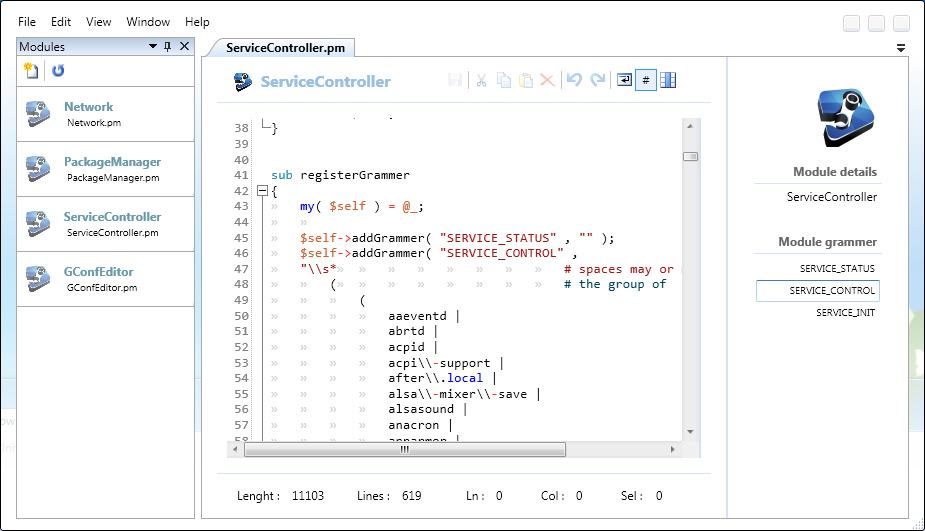 File Edit View Window Help
Modules
Network
Network.pm
PackageManager
PackageManager.pm
ServiceController
ServiceController.pm
GConfEditor
GConfEditor.pm
ServiceController.pm
ServiceController
#
38 }
39
40
41 sub registerGrammer
42 {
43 » my( $self ) = @_;
44 » »
45 » $self->addGrammer( "SERVICE_STATUS" , "" );
46 » $self->addGrammer( "SERVICE_CONTROL" ,
47 » "\\s*» » » » » » » » # spaces may or
48 » » (» » » » » » » » # the group of
49 » » » (
50 » » » » aaeventd |
51 » » » » abrtd |
52 » » » » acpid |
53 » » » » acpi\\-support |
54 » » » » after\\.local |
55 » » » » alsa\\-mixer\\-save |
56 » » » » alsasound |
57 » » » » anacron |
58 » » » »
Lenght : 11103 Lines : 619 Ln : 0 Col : 0 Sel : 0
Module details
ServiceController
Module grammer
SERVICE_STATUS
SERVICE_CONTROL
SERVICE_INIT